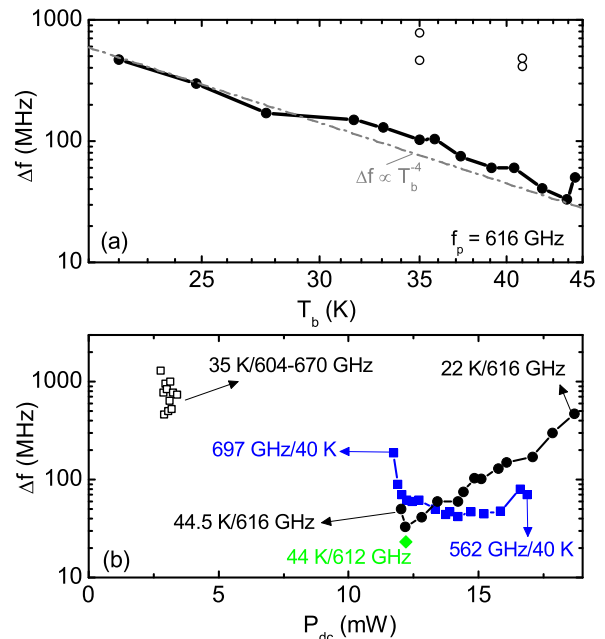 1000
100
10
Δf (MHz)
Δf ∝ T_b^-4
(a)
f_p = 616 GHz
25 30 35 40 45
T_b (K)
35 K/604-670 GHz
22 K/616 GHz
1000
697 GHz/40 K
100
Δf (MHz)
44.5 K/616 GHz
44 K/612 GHz
562 GHz/40 K
(b)
10
0 5 10 15
P_dc (mW)